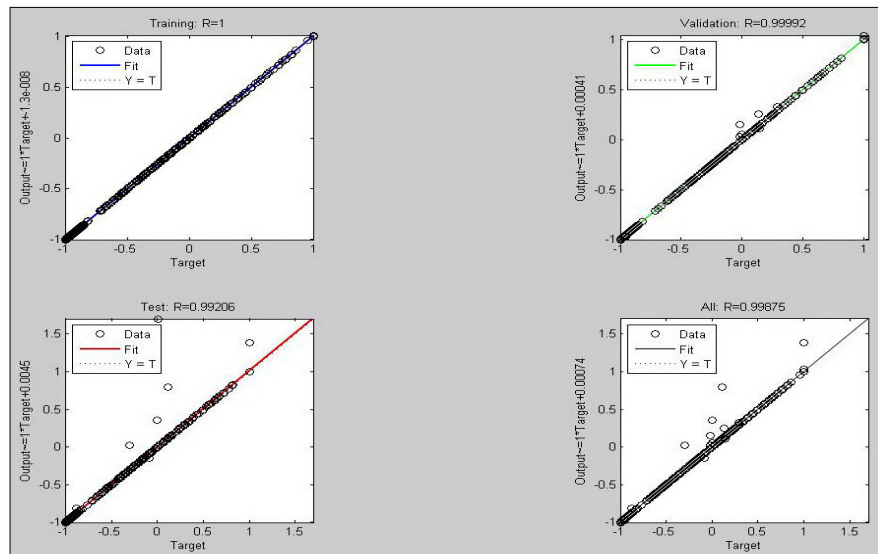 Training: R=1
Output~=1*Target+-1.3e-008
1
0.5
0
-0.5
-1
Data
Fit
Y = T
-1
-0.5
0
0.5
1
Target
Validation: R=0.99992
Output~=1*Target+0.00041
1
0.5
0
-0.5
-1
Data
Fit
Y = T
-1
-0.5
0
0.5
1
Target
Test: R=0.99206
Output~=1*Target+0.0045
1.5
1
0.5
0
-0.5
-1
Data
Fit
Y = T
-1
-0.5
0
0.5
1
1.5
Target
All: R=0.99875
Output~=1*Target+0.00074
1.5
1
0.5
0
-0.5
-1
Data
Fit
Y = T
-1
-0.5
0
0.5
1
1.5
Target